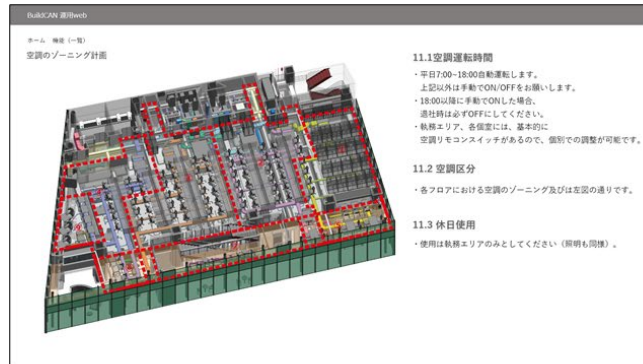 BuildCAN 運用web
ホーム 機能（一覧）
空調のゾーニング計画
11.1空調運転時間
・平日7:00~18:00自動運転します。
上記以外は手動でON/OFFをお願いします。
・18:00以降に手動でONした場合、
退社時は必ずOFFにしてください。
・執務エリア、各個室には、基本的に
空調リモコンスイッチがあるので、個別での調整が可能です。
11.2 空調区分
・各フロアにおける空調のゾーニング及びは左図の通りです。
11.3 休日使用
・使用は執務エリアのみとしてください（照明も同様）。